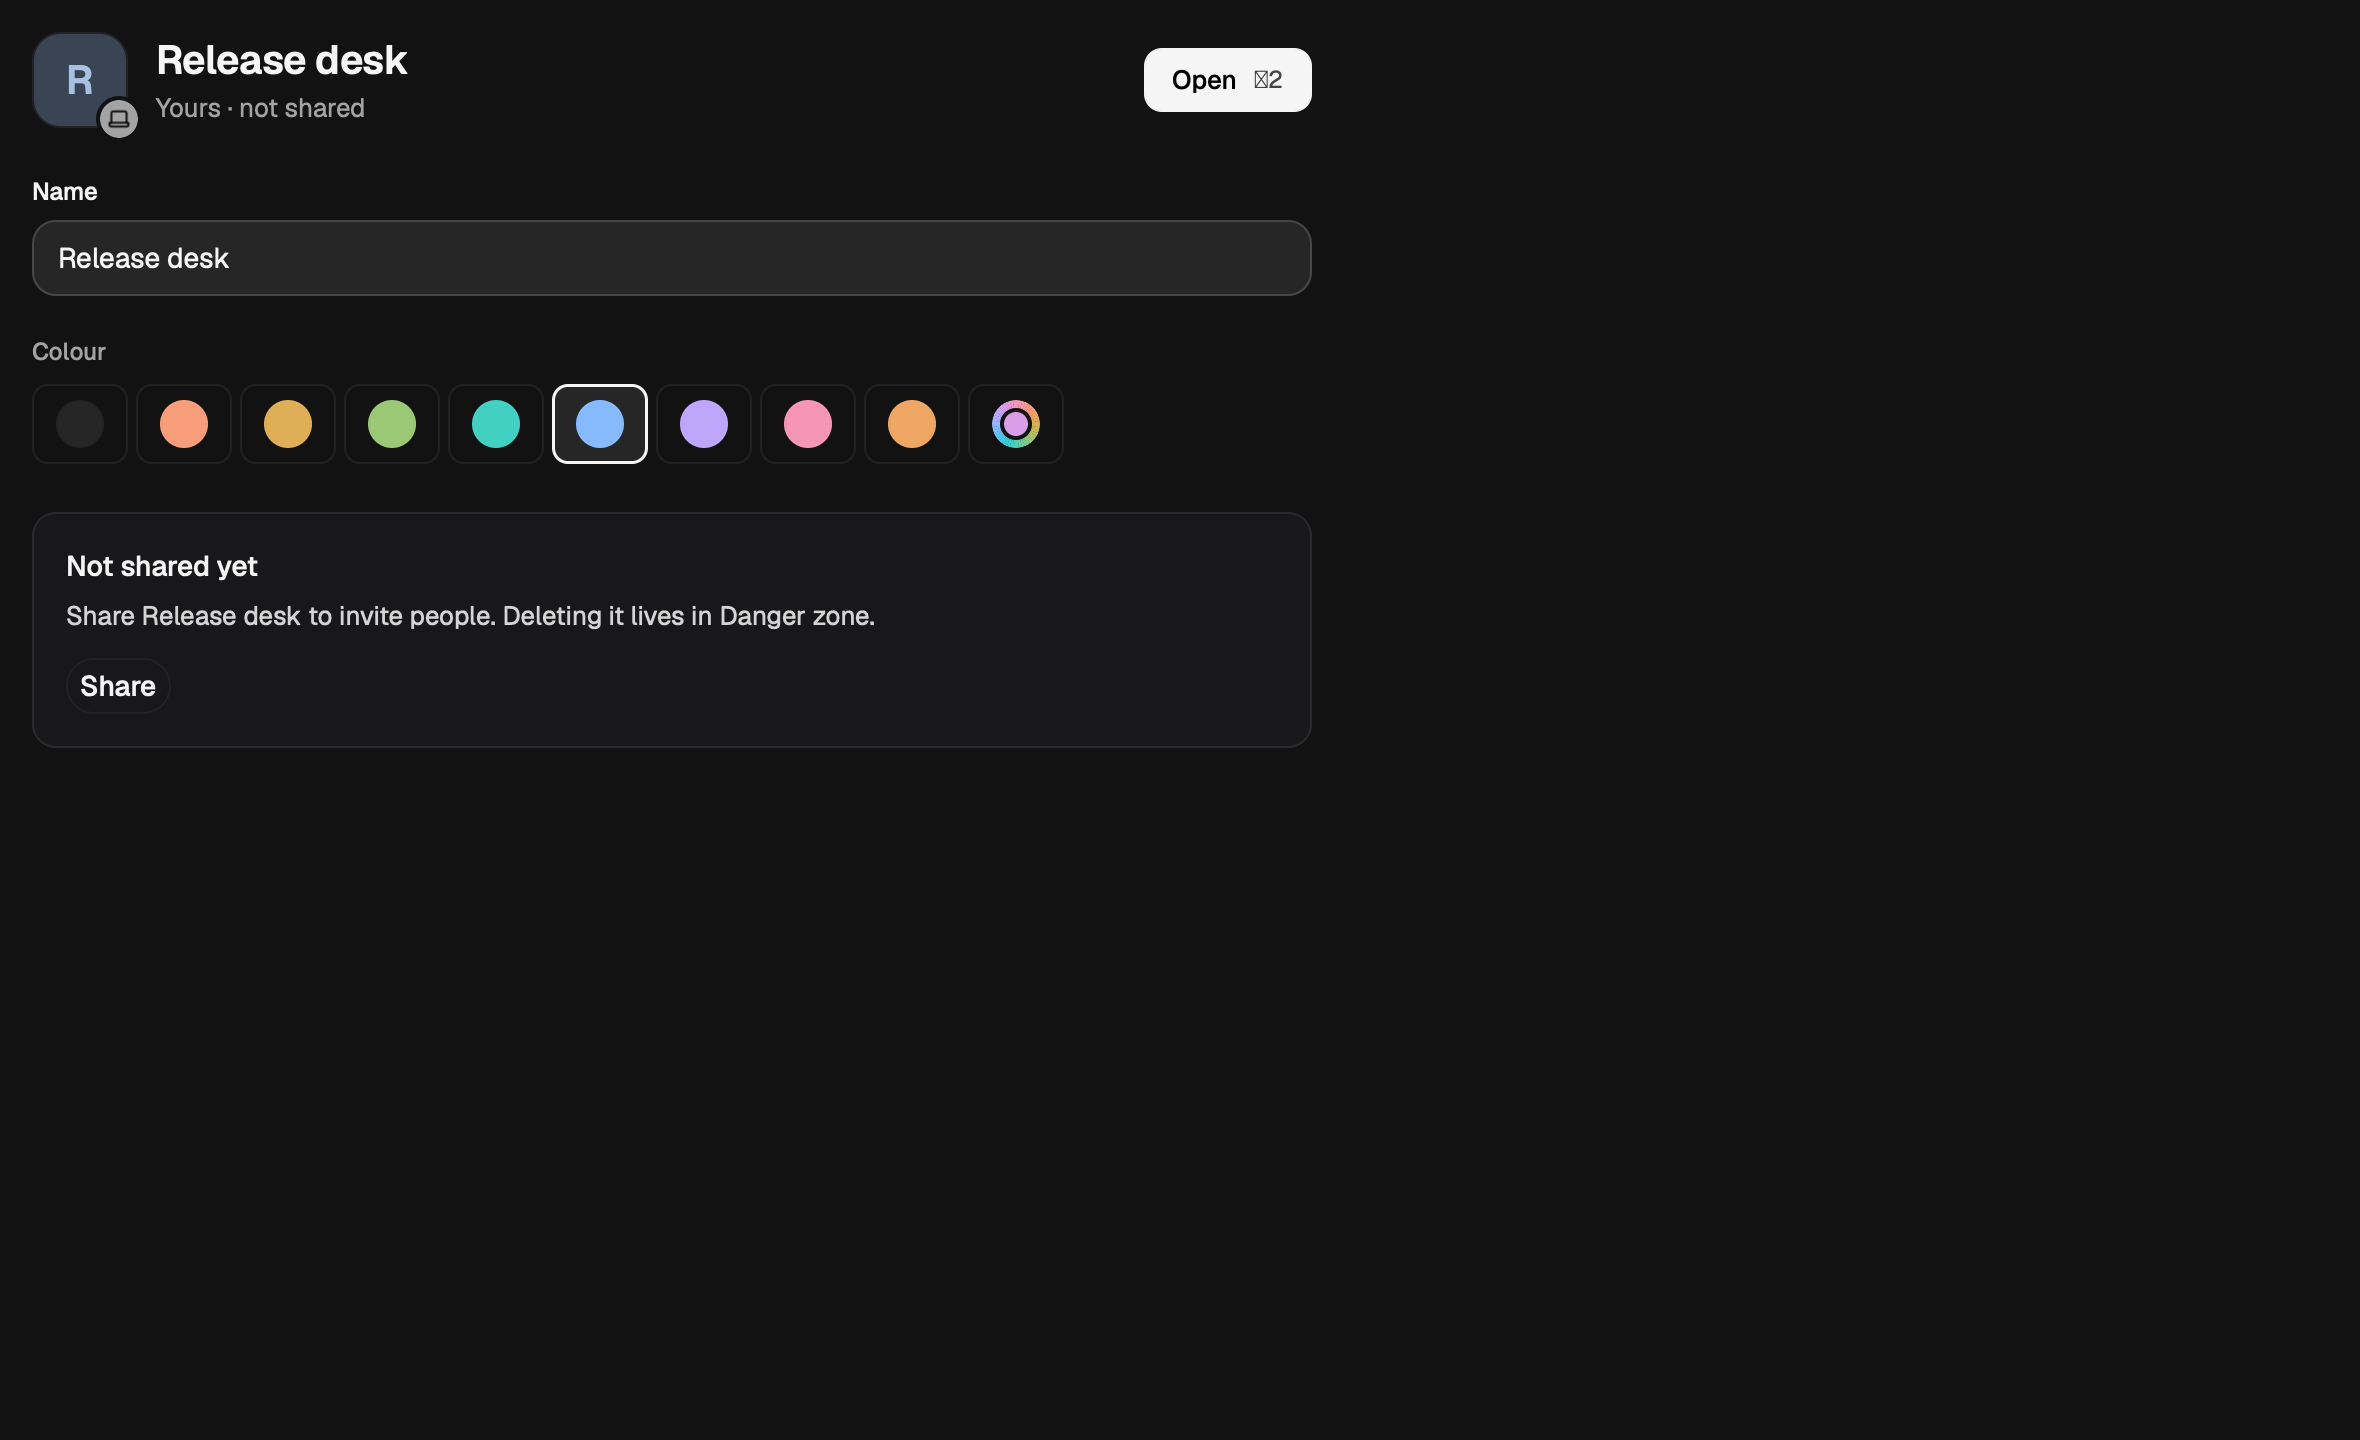 R
Release desk
Yours · not shared
Open 2
Name
Release desk
Colour
Not shared yet
Share Release desk to invite people. Deleting it lives in Danger zone.
Share